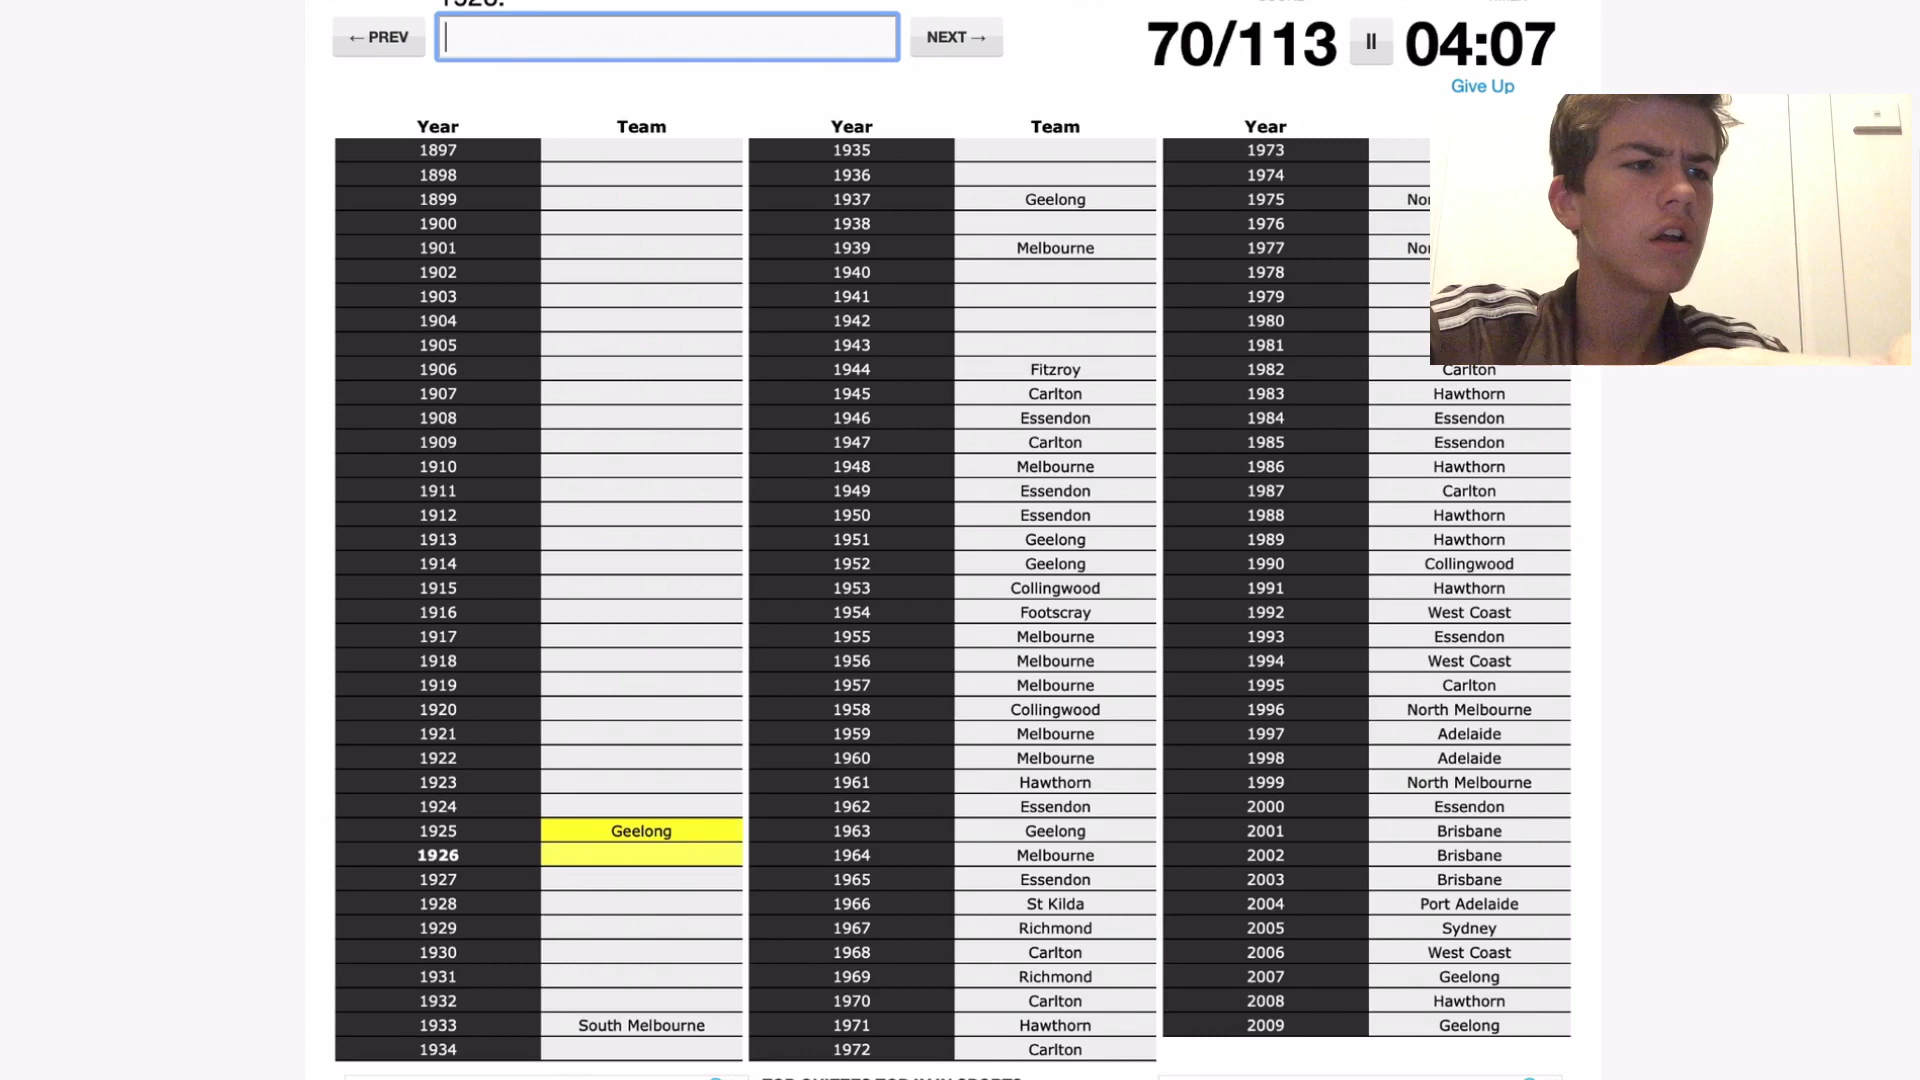 ← PREV
NEXT →
70/113
04:07
Give Up
Year Team Year Team Year
1897 1935 1973
1898 1936 1974
1899 1937 Geelong 1975
1900 1938 1976
1901 1939 Melbourne 1977
1902 1940 1978
1903 1941 1979
1904 1942 1980
1905 1943 1981
1906 1944 Fitzroy 1982 Carlton
1907 1945 Carlton 1983 Hawthorn
1908 1946 Essendon 1984 Essendon
1909 1947 Carlton 1985 Essendon
1910 1948 Melbourne 1986 Hawthorn
1911 1949 Essendon 1987 Carlton
1912 1950 Essendon 1988 Hawthorn
1913 1951 Geelong 1989 Hawthorn
1914 1952 Geelong 1990 Collingwood
1915 1953 Collingwood 1991 Hawthorn
1916 1954 Footscray 1992 West Coast
1917 1955 Melbourne 1993 Essendon
1918 1956 Melbourne 1994 West Coast
1919 1957 Melbourne 1995 Carlton
1920 1958 Collingwood 1996 North Melbourne
1921 1959 Melbourne 1997 Adelaide
1922 1960 Melbourne 1998 Adelaide
1923 1961 Hawthorn 1999 North Melbourne
1924 1962 Essendon 2000 Essendon
1925 Geelong 1963 Geelong 2001 Brisbane
1926 1964 Melbourne 2002 Brisbane
1927 1965 Essendon 2003 Brisbane
1928 1966 St Kilda 2004 Port Adelaide
1929 1967 Richmond 2005 Sydney
1930 1968 Carlton 2006 West Coast
1931 1969 Richmond 2007 Geelong
1932 1970 Carlton 2008 Hawthorn
1933 South Melbourne 1971 Hawthorn 2009 Geelong
1934 1972 Carlton